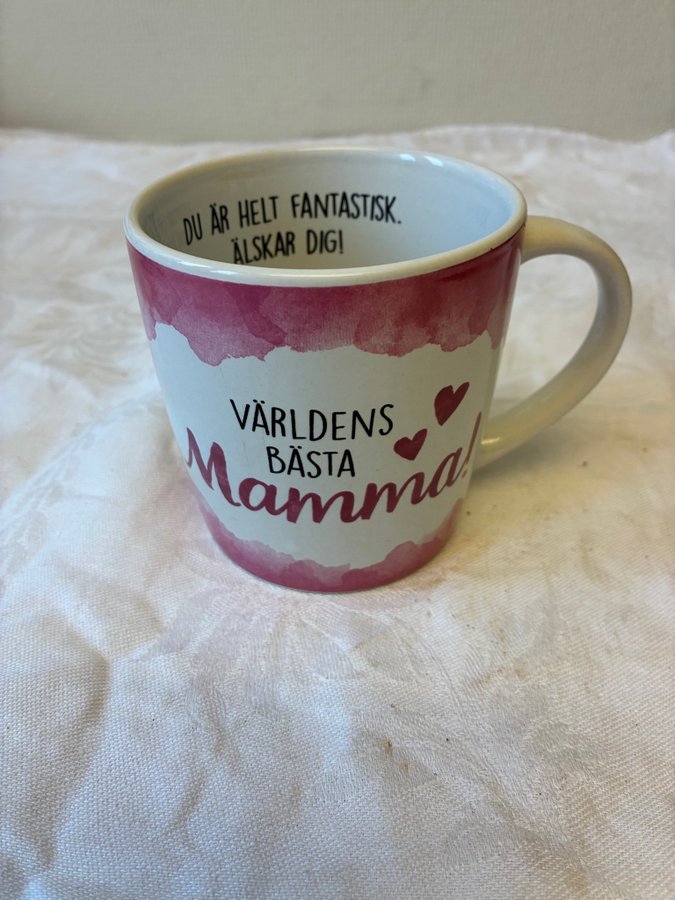 DU ÄR HELT FANTASTISK.
ÄLSKAR DIG!
VÄRLDENS
BÄSTA
Mamma!